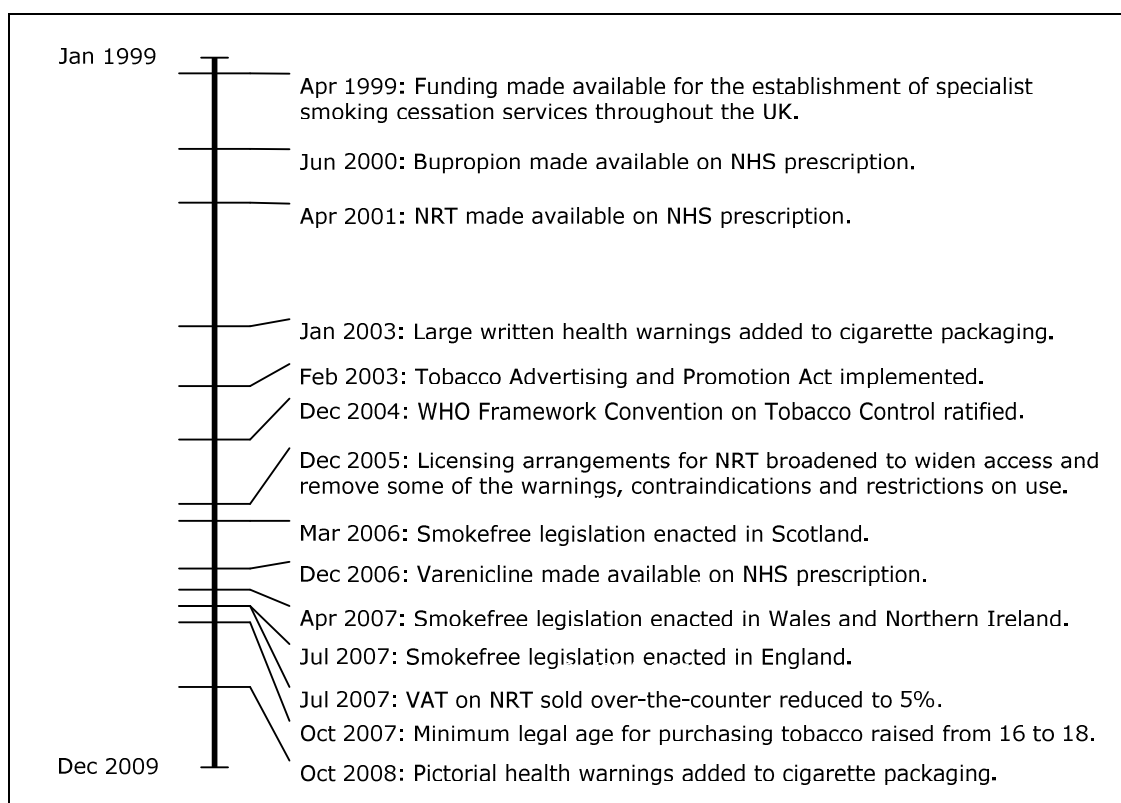 Jan 1999
Apr 1999: Funding made available for the establishment of specialist
smoking cessation services throughout the UK.
Jun 2000: Bupropion made available on NHS prescription.
Apr 2001: NRT made available on NHS prescription.
Jan 2003: Large written health warnings added to cigarette packaging.
Feb 2003: Tobacco Advertising and Promotion Act implemented.
Dec 2004: WHO Framework Convention on Tobacco Control ratified.
Dec 2005: Licensing arrangements for NRT broadened to widen access and
remove some of the warnings, contraindications and restrictions on use.
Mar 2006: Smokefree legislation enacted in Scotland.
Dec 2006: Varenicline made available on NHS prescription.
Apr 2007: Smokefree legislation enacted in Wales and Northern Ireland.
Jul 2007: Smokefree legislation enacted in England.
Jul 2007: VAT on NRT sold over-the-counter reduced to 5%.
Oct 2007: Minimum legal age for purchasing tobacco raised from 16 to 18.
Dec 2009
Oct 2008: Pictorial health warnings added to cigarette packaging.